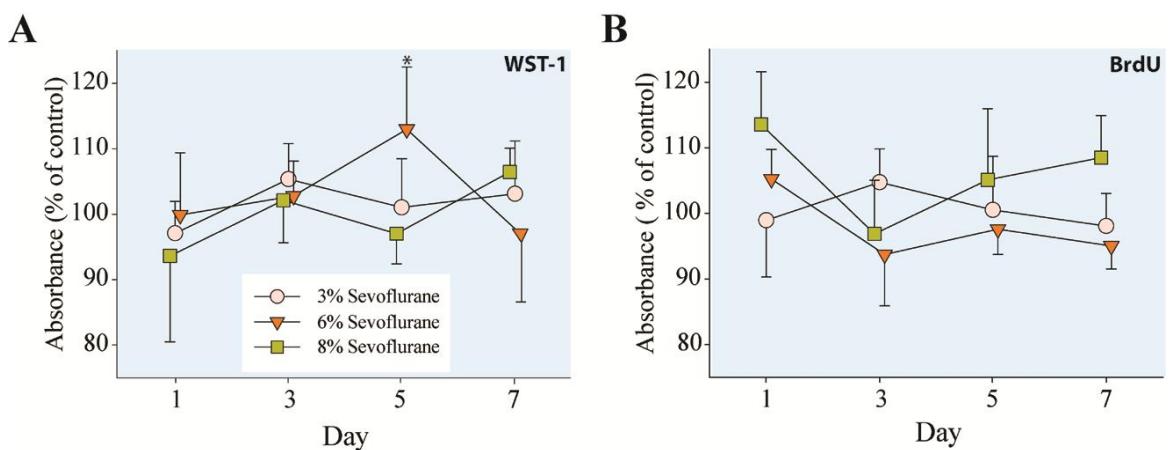 A
WST-1
*
Absorbance (% of control)
120
110
100
90
80
3% Sevoflurane
6% Sevoflurane
8% Sevoflurane
1 3 5 7
Day
B
BrdU
Absorbance ( % of control)
120
110
100
90
80
1 3 5 7
Day